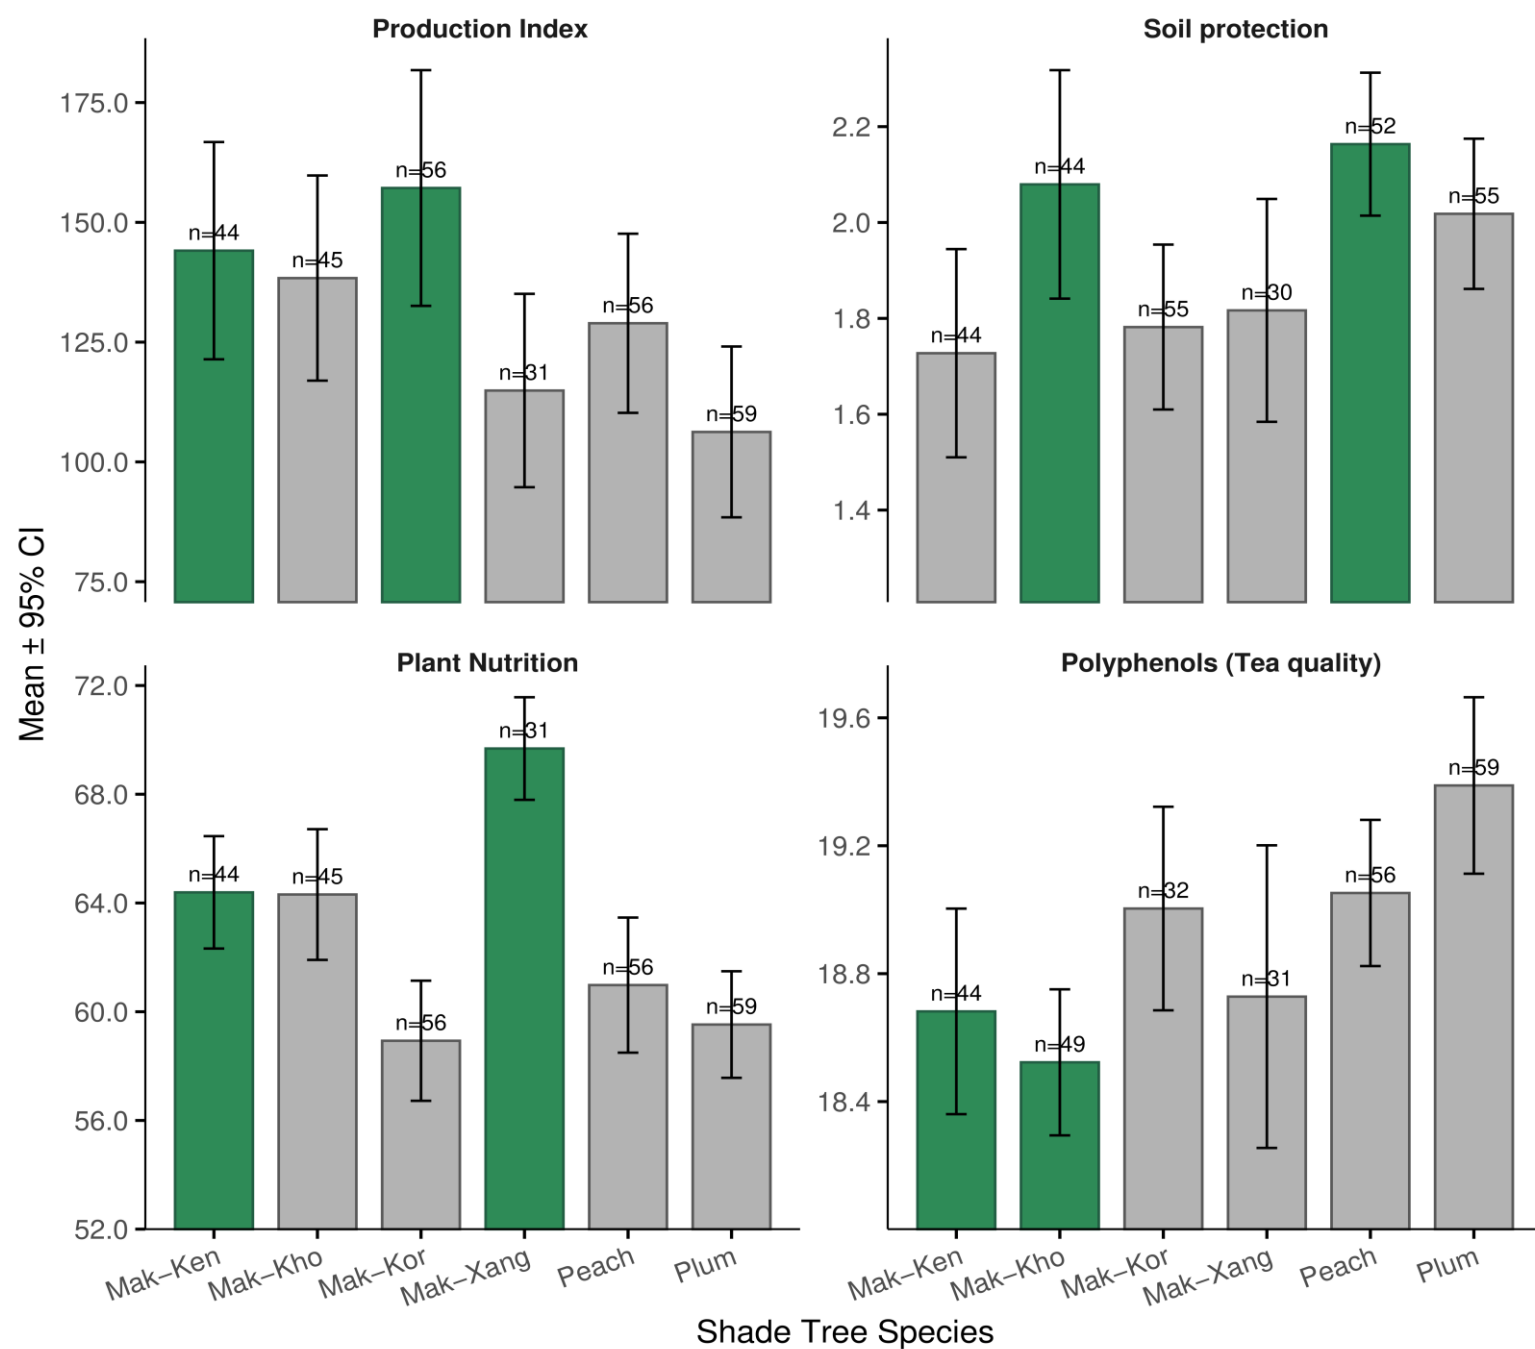 Production Index
Soil protection
175.0
150.0
125.0
100.0
75.0
n=44
n=45
n=56
n=31
n=56
n=59
2.2
2.0
1.8
1.6
1.4
n=44
n=44
n=55
n=30
n=52
n=55
Mean ± 95% CI
Plant Nutrition
Polyphenols (Tea quality)
72.0
68.0
64.0
60.0
56.0
52.0
n=44
n=45
n=56
n=31
n=56
n=59
19.6
19.2
18.8
18.4
n=44
n=49
n=32
n=31
n=56
n=59
Mak−Ken
Mak−Kho
Mak−Kor
Mak−Xang
Peach
Plum
Mak−Ken
Mak−Kho
Mak−Kor
Mak−Xang
Peach
Plum
Shade Tree Species